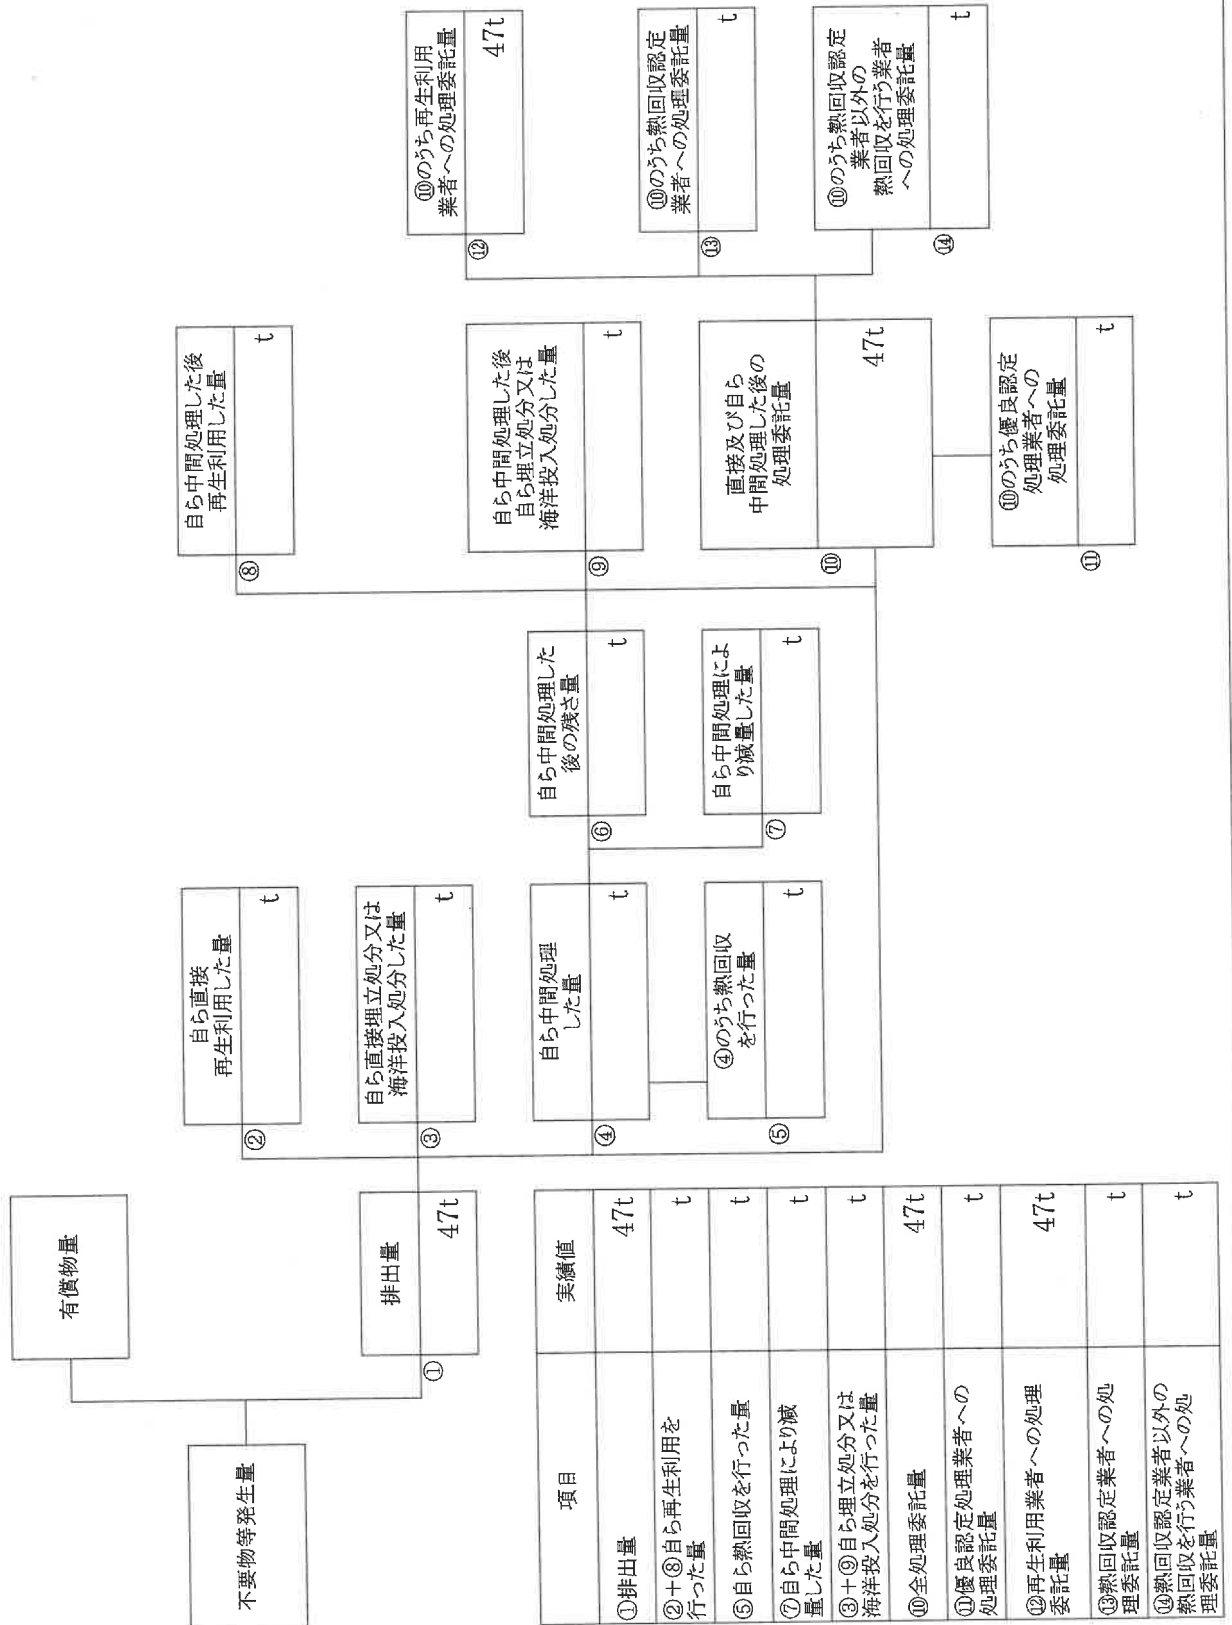 不要物等発生量
有償物量
排出量
①
47t
自ら直接
再生利用した量
②
t
自ら直接埋立処分又は
海洋投入処分した量
③
t
自ら中間処理
した量
④
t
④のうち熱回収
を行った量
⑤
t
自ら中間処理した
後の残さ量
⑥
t
自ら中間処理によ
り減量した量
⑦
t
自ら中間処理した後
再生利用した量
⑧
t
自ら中間処理した後
自ら埋立処分又は
海洋投入処分した量
⑨
t
直接及び自ら
中間処理した後の
処理委託量
⑩
47t
⑩のうち優良認定
処理業者への
処理委託量
⑪
t
⑩のうち再生利用
業者への処理委託量
⑫
47t
⑩のうち熱回収認定
業者への処理委託量
⑬
t
⑩のうち熱回収認定
業者以外の
熱回収を行う業者
への処理委託量
⑭
t
項目 実績値
①排出量 47t
②+⑧自ら再生利用を
行った量 t
⑤自ら熱回収を行った量 t
⑦自ら中間処理により減
量した量 t
③+⑨自ら埋立処分又は
海洋投入処分を行った量 t
⑩全処理委託量 47t
⑪優良認定処理業者への
処理委託量 t
⑫再生利用業者への処理
委託量 47t
⑬熱回収認定業者への処
理委託量 t
⑭熱回収認定業者以外の
熱回収を行う業者への処
理委託量 t